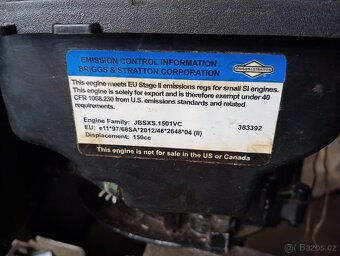 EMISSION CONTROL INFORMATION
BRIGGS & STRATTON CORPORATION
BRIGGS & STRATTON
This engine meets EU Stage II emissions regs for small SI engines.
This engine is solely for export and is therefore exempt under 40
CFR 1068.230 from U.S. emissions standards and related
requirements.
Engine Family: JBSXS.1501VC
383392
EU: e11*97/68SA*2012/46*2648*04 (II)
Displacement: 150cc
This engine is not for sale in the US or Canada
Bazoš.cz